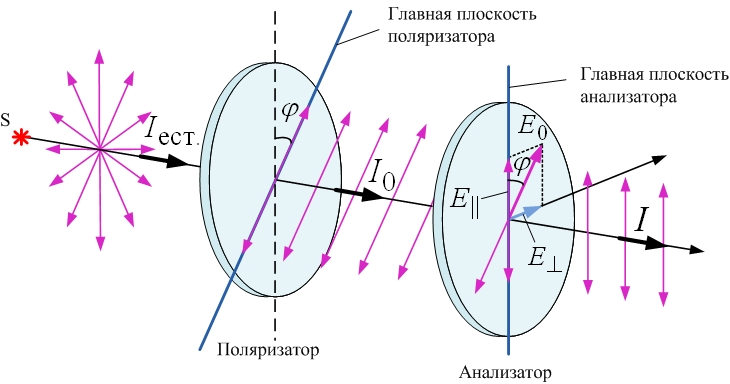 Главная плоскость
поляризатора
Главная плоскость
анализатора
S
I ест.
φ
I₀
E₀
φ
E∥
E⊥
I
Поляризатор
Анализатор